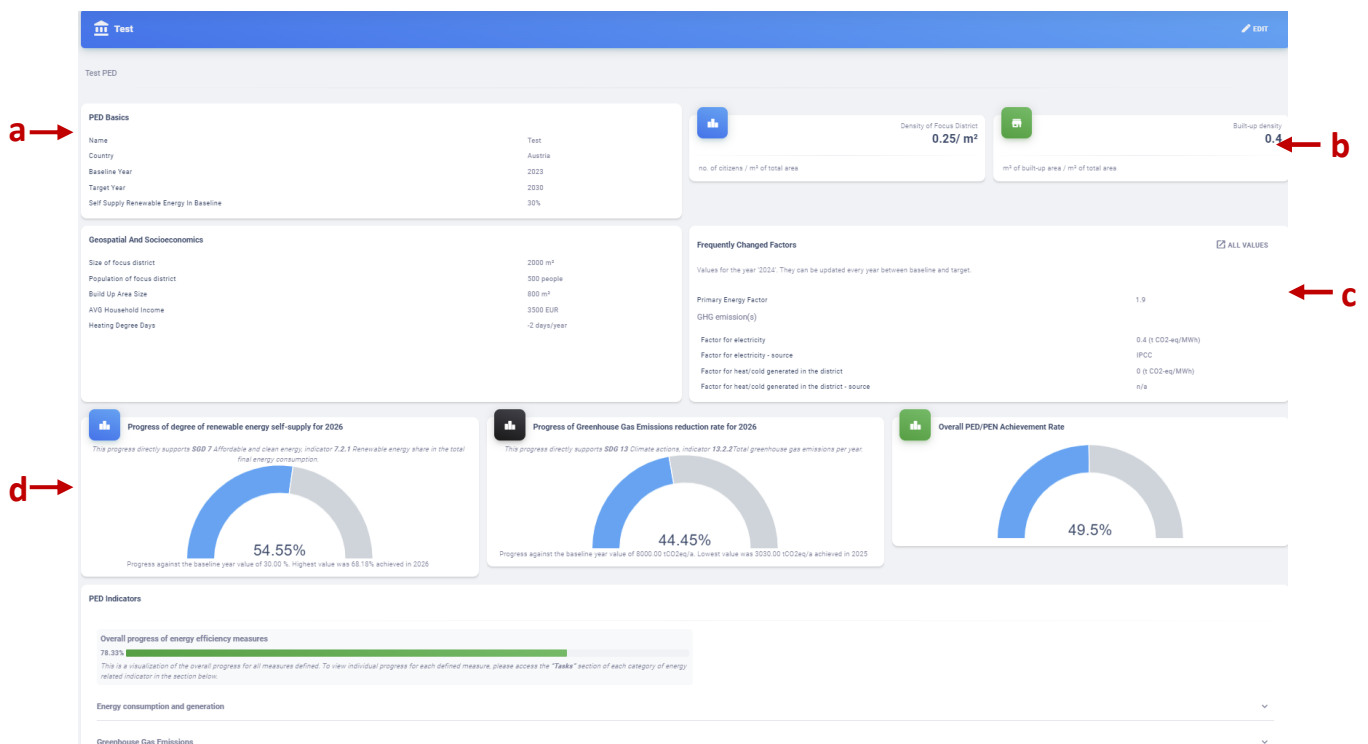 Test
EDIT
Test PED
a
PED Basics
Name Test
Country Austria
Baseline Year 2023
Target Year 2030
Self Supply Renewable Energy In Baseline 30%
Density of Focus District
0.25/ m²
no. of citizens / m² of total area
Built-up density
0.4
m² of built-up area / m² of total area
b
Geospatial And Socioeconomics
Size of focus district 2000 m²
Population of focus district 500 people
Build Up Area Size 800 m²
AVG Household Income 3500 EUR
Heating Degree Days -2 days/year
Frequently Changed Factors ALL VALUES
Values for the year '2024'. They can be updated every year between baseline and target.
Primary Energy Factor 1.9
GHG emission(s)
Factor for electricity 0.4 (t CO2-eq/MWh)
Factor for electricity - source IPCC
Factor for heat/cold generated in the district 0 (t CO2-eq/MWh)
Factor for heat/cold generated in the district - source n/a
c
d
Progress of degree of renewable energy self-supply for 2026
This progress directly supports SGD 7 Affordable and clean energy, indicator 7.2.1 Renewable energy share in the total
final energy consumption.
54.55%
Progress against the baseline year value of 30.00 %. Highest value was 68.18% achieved in 2026
Progress of Greenhouse Gas Emissions reduction rate for 2026
This progress directly supports SDG 13 Climate actions, indicator 13.2.2Total greenhouse gas emissions per year.
44.45%
Progress against the baseline year value of 8000.00 tCO2eq/a. Lowest value was 3030.00 tCO2eq/a achieved in 2025
Overall PED/PEN Achievement Rate
49.5%
PED Indicators
Overall progress of energy efficiency measures
78.33%
This is a visualization of the overall progress for all measures defined. To view individual progress for each defined measure, please access the "Tasks" section of each category of energy
related indicator in the section below.
Energy consumption and generation
Greenhouse Gas Emissions